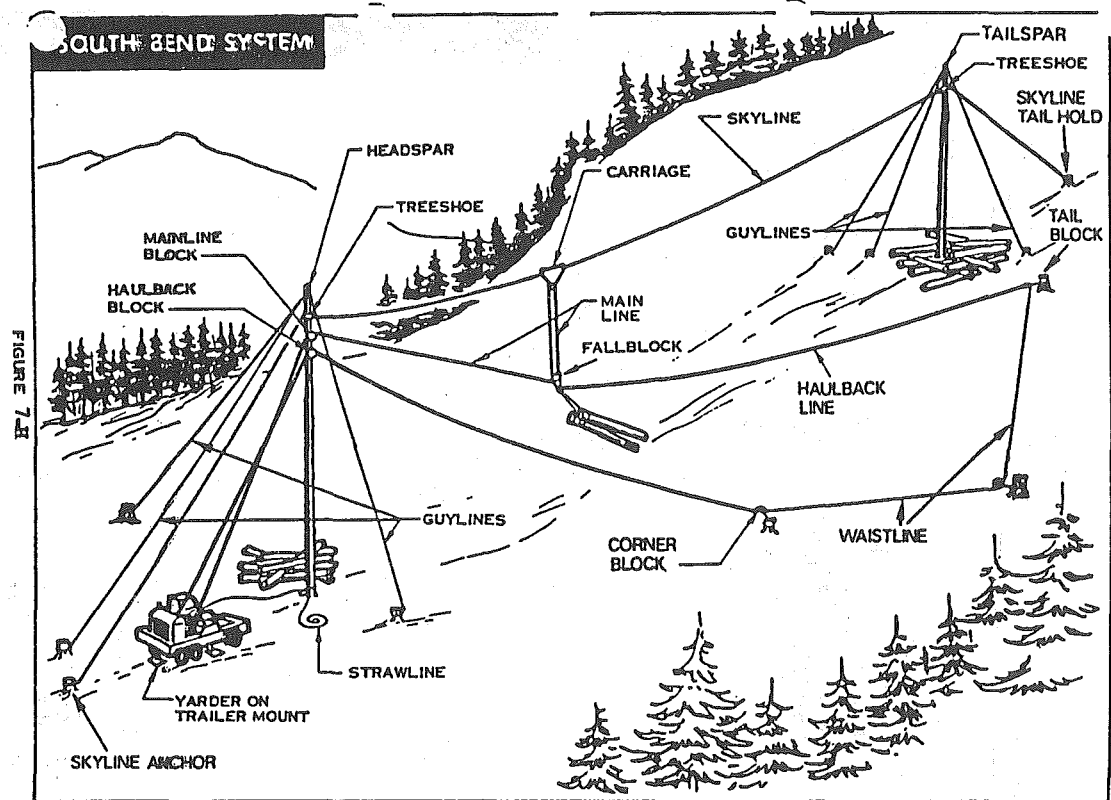 SOUTH BEND SYSTEM
TAILSPAR
TREESHOE
SKYLINE
TAIL HOLD
SKYLINE
HEADSPAR
CARRIAGE
TREESHOE
MAINLINE
BLOCK
GUYLINES
TAIL
BLOCK
HAULBACK
BLOCK
MAIN
LINE
FALLBLOCK
HAULBACK
LINE
FIGURE 7-H
GUYLINES
CORNER
BLOCK
WAISTLINE
STRAWLINE
YARDER ON
TRAILER MOUNT
SKYLINE ANCHOR